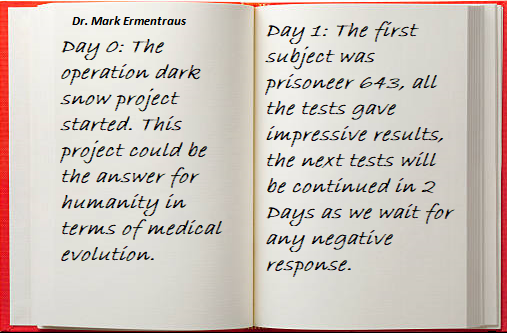 Dr. Mark Ermentraus
Day 0: The
operation dark
snow project
started. This
project could be
the answer for
humanity in
terms of medical
evolution.
Day 1: The first
subject was
prisoneer 643, all
the tests gave
impressive results,
the next tests will
be continued in 2
Days as we wait for
any negative
response.